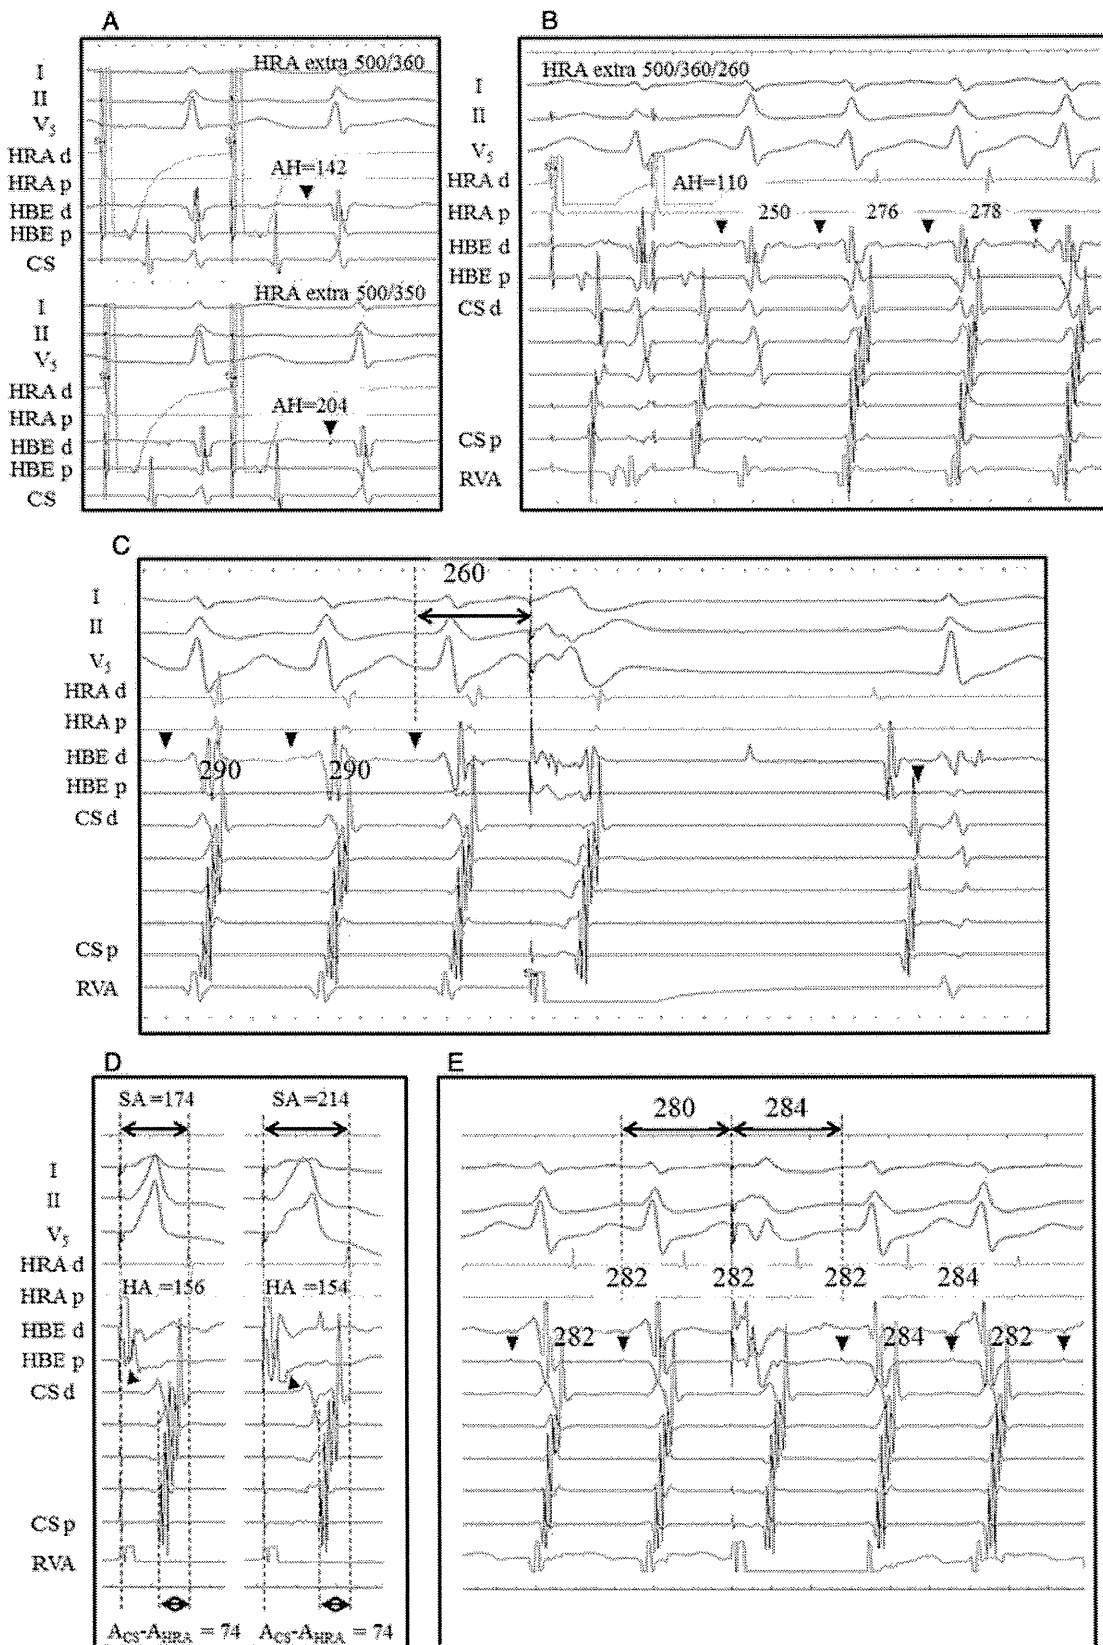 A
HRA extra 500/360
I
II
V5
HRA d
AH=142
HRA p
HBE d
HBE p
CS
HRA extra 500/350
I
II
V5
HRA d
AH=204
HRA p
HBE d
HBE p
CS
B
HRA extra 500/360/260
I
II
V5
HRA d
AH=110
HRA p
250
276
278
HBE d
HBE p
CS d
CS p
RVA
C
260
I
II
V5
HRA d
HRA p
HBE d
290
290
HBE p
CS d
CS p
RVA
D
SA =174
SA =214
I
II
V5
HRA d
HA =156
HA =154
HRA p
HBE d
HBE p
CS d
CS p
RVA
ACS-AHRA = 74
ACS-AHRA = 74
E
280
284
282
282
282
284
282
284
282